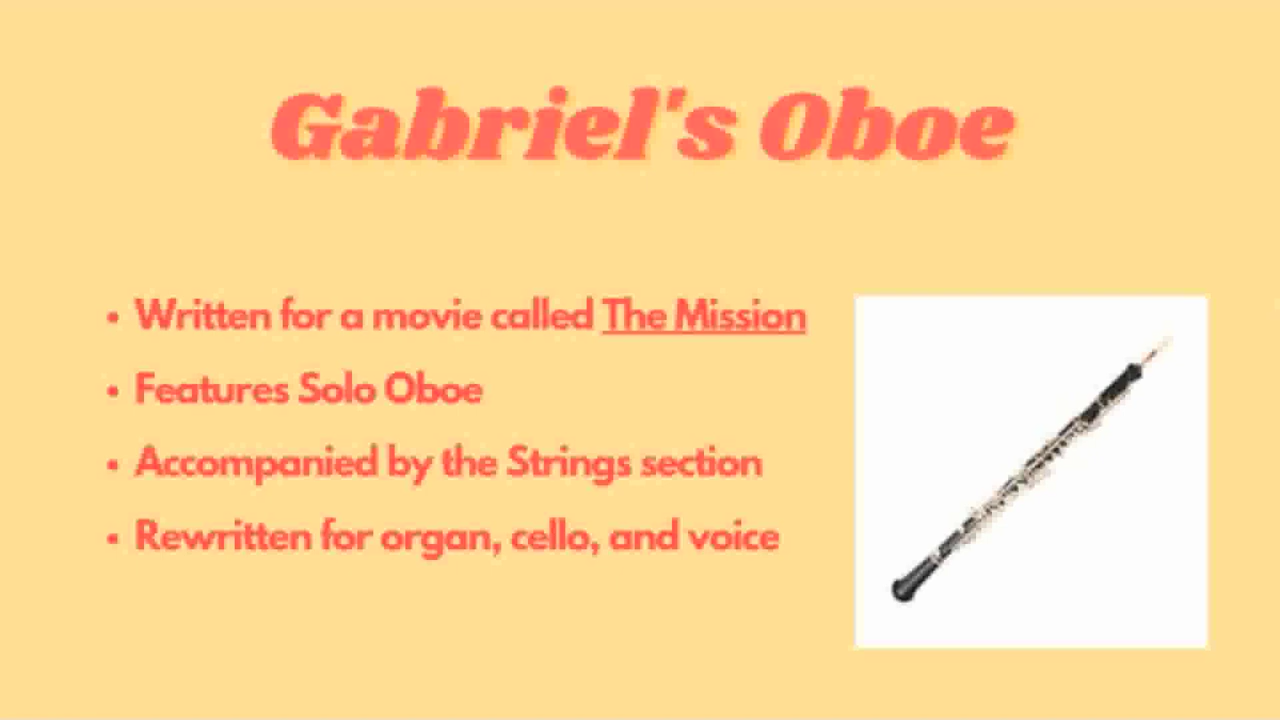 Gabriel's Oboe
• Written for a movie called The Mission
• Features Solo Oboe
• Accompanied by the Strings section
• Rewritten for organ, cello, and voice